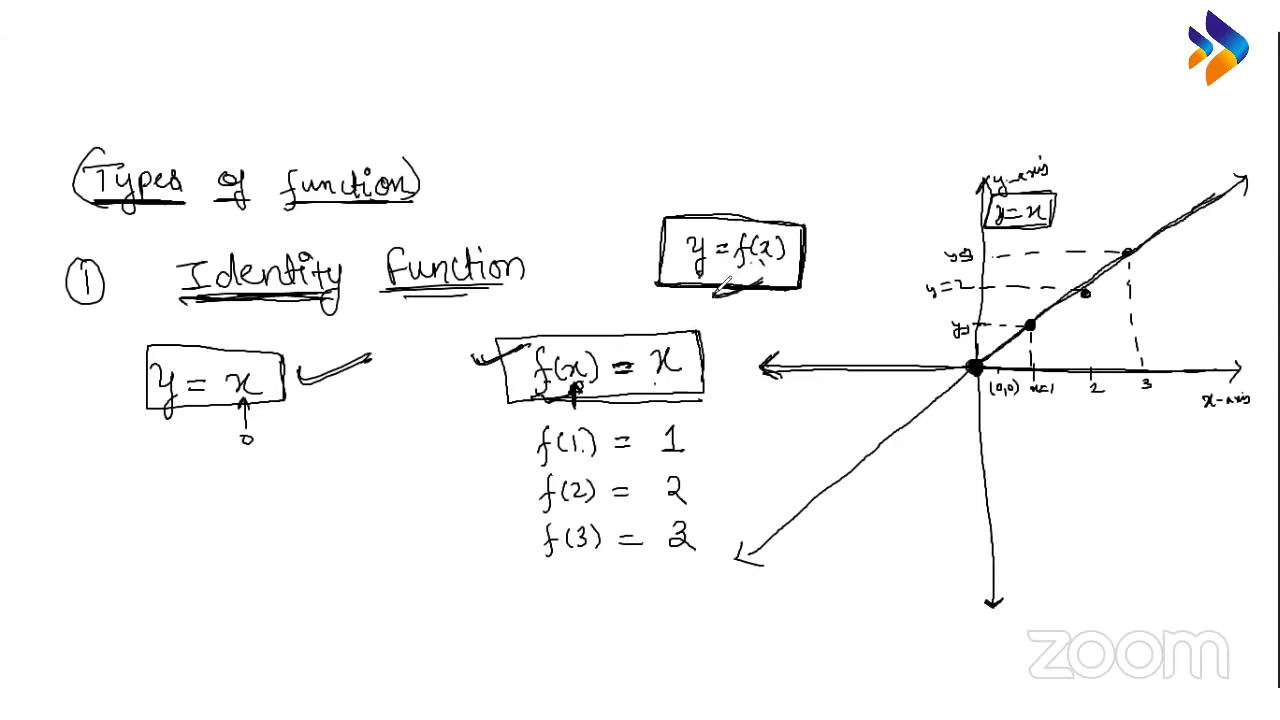 (Types of function)
① Identity function
y = f(x)
y = x
0
f(x) = x
f(1) = 1
f(2) = 2
f(3) = 3
y-axis
y = x
y=3
y = 2
y=
(0,0) x=1 2 3
x-axis
zoom